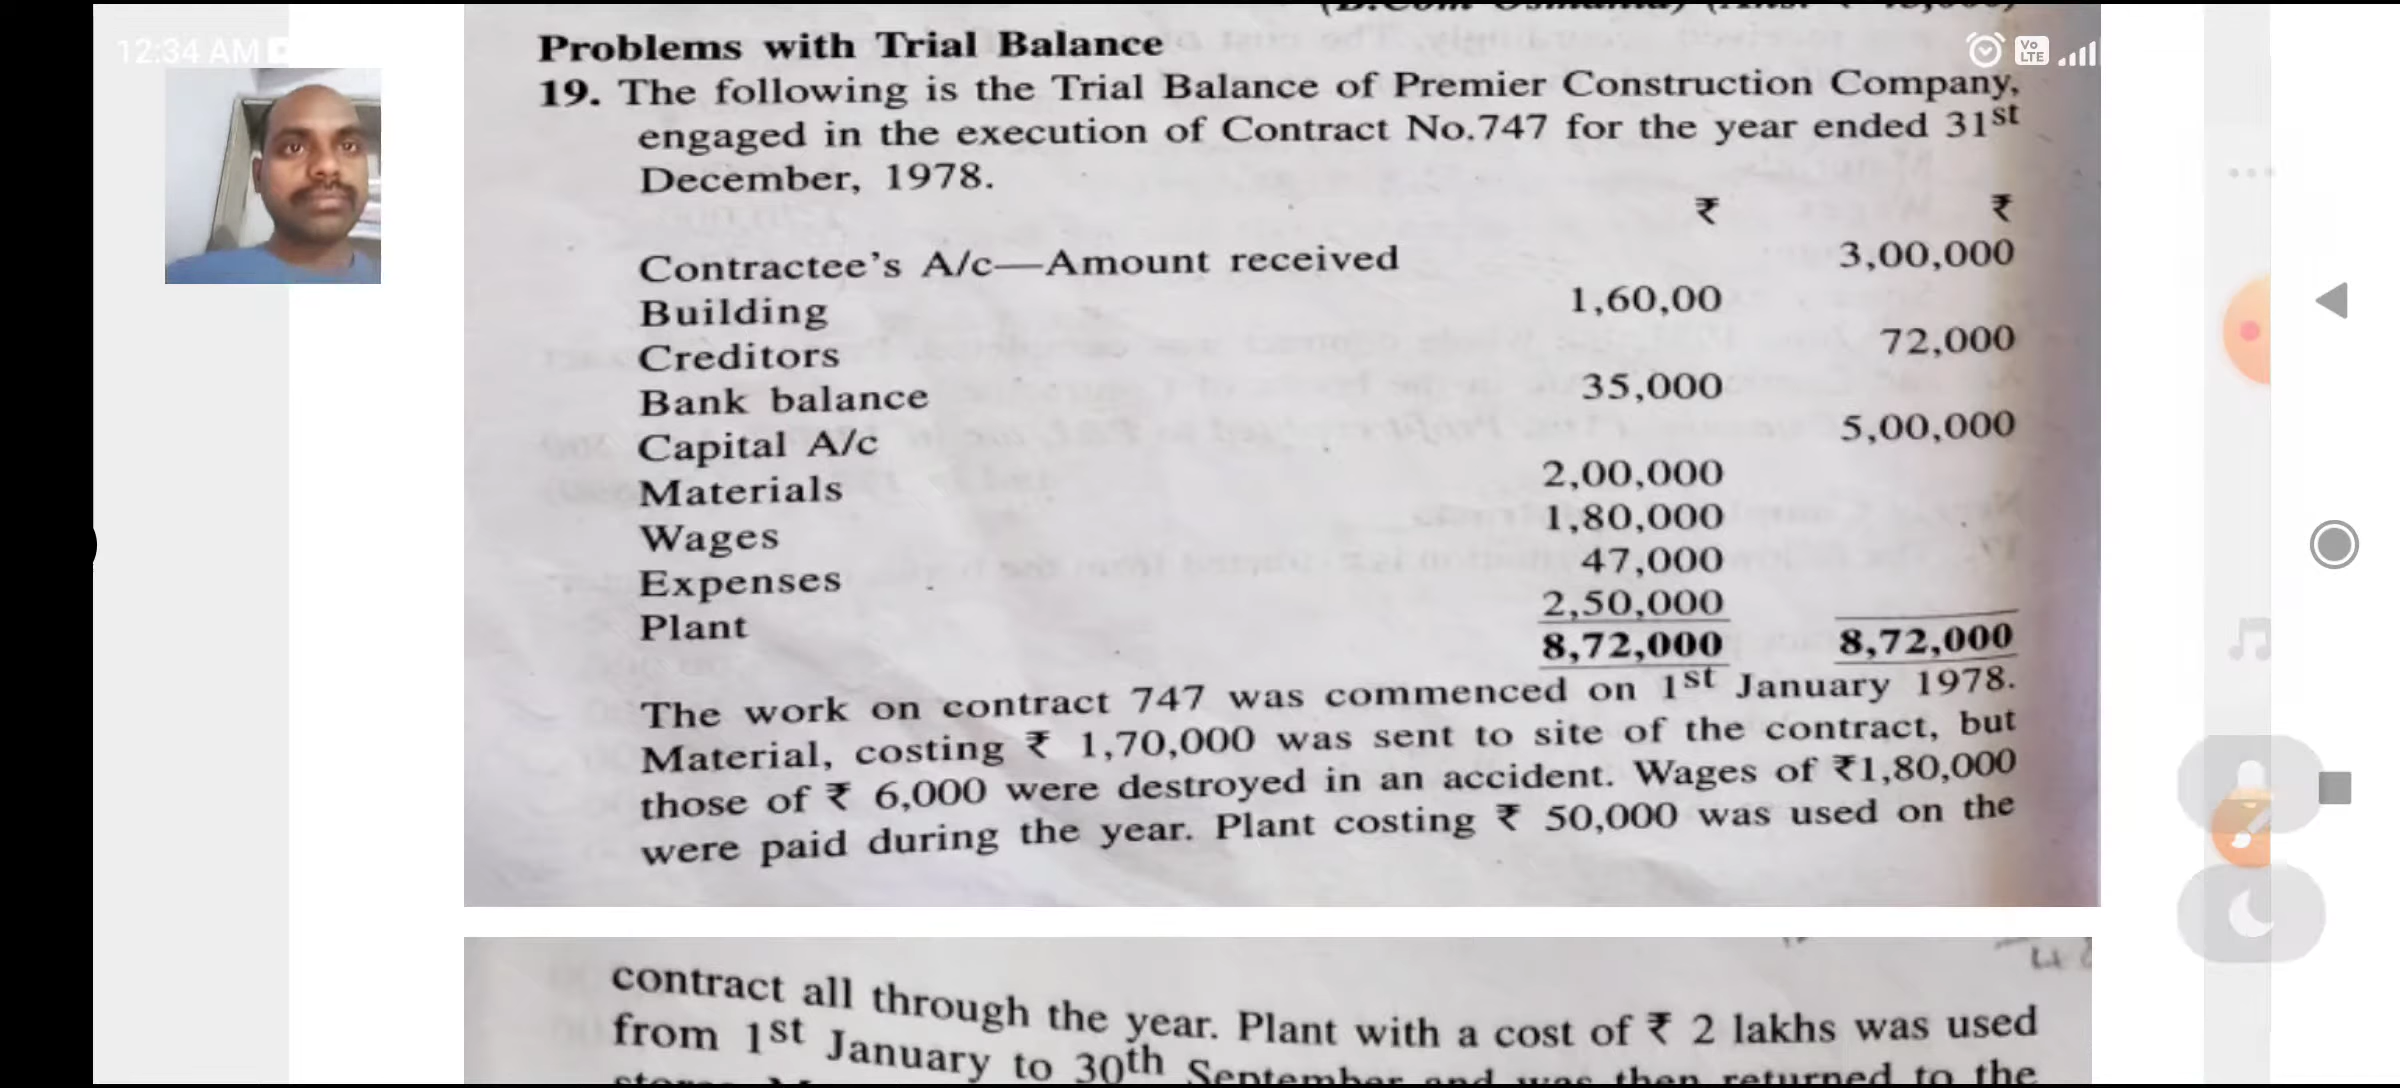 12:34 AM
Problems with Trial Balance
19. The following is the Trial Balance of Premier Construction Company,
engaged in the execution of Contract No.747 for the year ended 31st
December, 1978.
₹ ₹
Contractee's A/c—Amount received 3,00,000
Building 1,60,00
Creditors 72,000
Bank balance 35,000
Capital A/c 5,00,000
Materials 2,00,000
Wages 1,80,000
Expenses 47,000
Plant 2,50,000
8,72,000 8,72,000
The work on contract 747 was commenced on 1st January 1978.
Material, costing ₹ 1,70,000 was sent to site of the contract, but
those of ₹ 6,000 were destroyed in an accident. Wages of ₹1,80,000
were paid during the year. Plant costing ₹ 50,000 was used on the
contract all through the year. Plant with a cost of ₹ 2 lakhs was used
from 1st January to 30th September and was then returned to the
Vo LTE